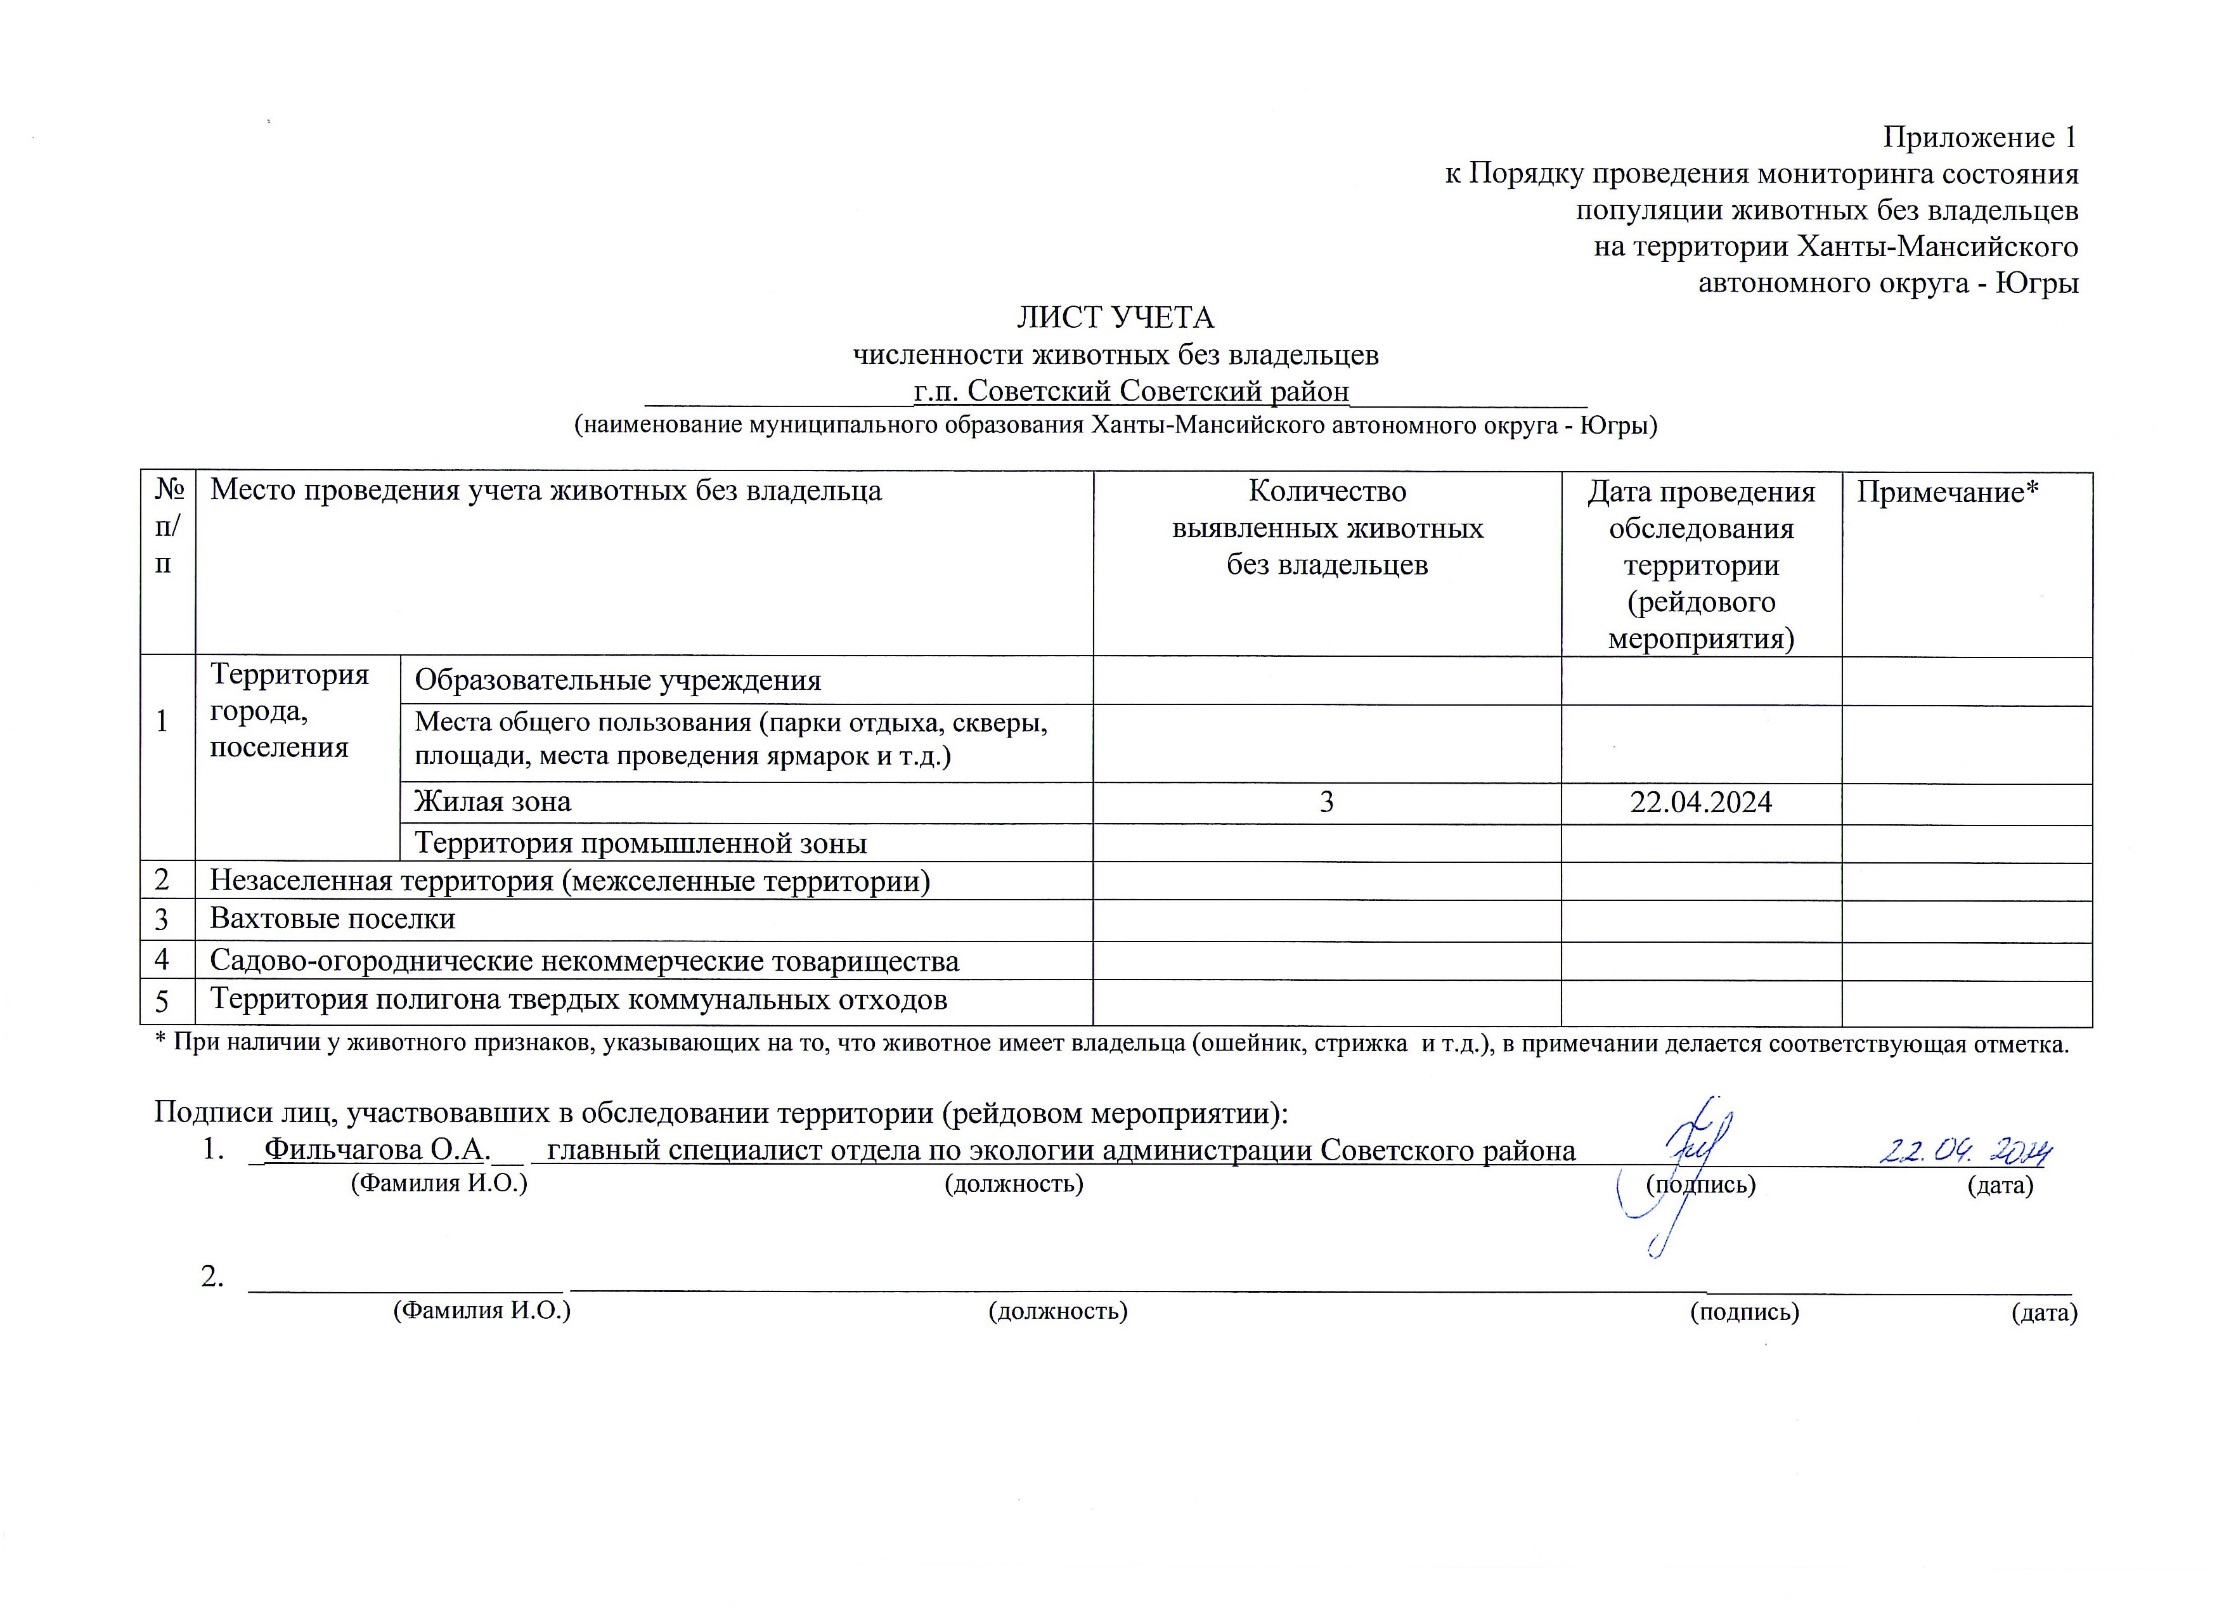 Приложение 1
к Порядку проведения мониторинга состояния
популяции животных без владельцев
на территории Ханты-Мансийского
автономного округа - Югры
ЛИСТ УЧЕТА
численности животных без владельцев
г.п. Советский Советский район
(наименование муниципального образования Ханты-Мансийского автономного округа - Югры)
№ п/п Место проведения учета животных без владельца Количество выявленных животных без владельцев Дата проведения обследования территории (рейдового мероприятия) Примечание*
1 Территория города, поселения Образовательные учреждения
Места общего пользования (парки отдыха, скверы,
площади, места проведения ярмарок и т.д.)
Жилая зона 3 22.04.2024
Территория промышленной зоны
2 Незаселенная территория (межселенные территории)
3 Вахтовые поселки
4 Садово-огороднические некоммерческие товарищества
5 Территория полигона твердых коммунальных отходов
* При наличии у животного признаков, указывающих на то, что животное имеет владельца (ошейник, стрижка и т.д.), в примечании делается соответствующая отметка.
Подписи лиц, участвовавших в обследовании территории (рейдовом мероприятии):
1. Фильчагова О.А. главный специалист отдела по экологии администрации Советского района 22.04.2024
(Фамилия И.О.) (должность) (подпись) (дата)
2.
(Фамилия И.О.) (должность) (подпись) (дата)